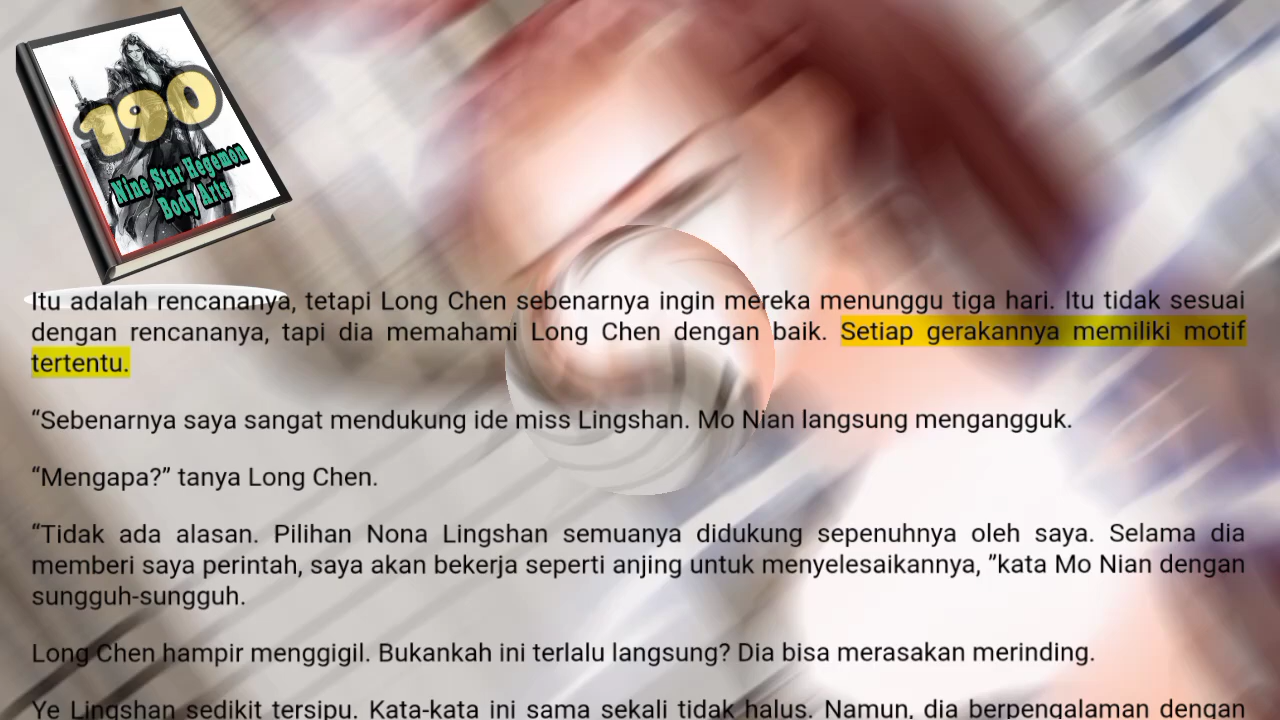 190
Nine Star Hegemon
Body Arts
Itu adalah rencananya, tetapi Long Chen sebenarnya ingin mereka menunggu tiga hari. Itu tidak sesuai
dengan rencananya, tapi dia memahami Long Chen dengan baik. Setiap gerakannya memiliki motif
tertentu.
“Sebenarnya saya sangat mendukung ide miss Lingshan. Mo Nian langsung mengangguk.
“Mengapa?” tanya Long Chen.
“Tidak ada alasan. Pilihan Nona Lingshan semuanya didukung sepenuhnya oleh saya. Selama dia
memberi saya perintah, saya akan bekerja seperti anjing untuk menyelesaikannya, ”kata Mo Nian dengan
sungguh-sungguh.
Long Chen hampir menggigil. Bukankah ini terlalu langsung? Dia bisa merasakan merinding.
Ye Lingshan sedikit tersipu. Kata-kata ini sama sekali tidak halus. Namun, dia berpengalaman dengan